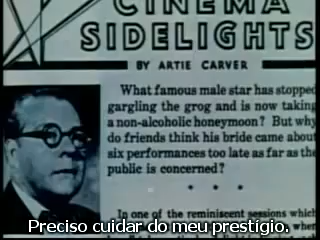 CINEMA
SIDELIGHTS
BY ARTIE CARVER
What famous male star has stopped
gargling the grog and is now taking
a non-alcoholic honeymoon? But why
do friends think his bride came about
six performances too late as far as the
public is concerned?
* * *
In one of the reminiscent sessions which
Preciso cuidar do meu prestígio.